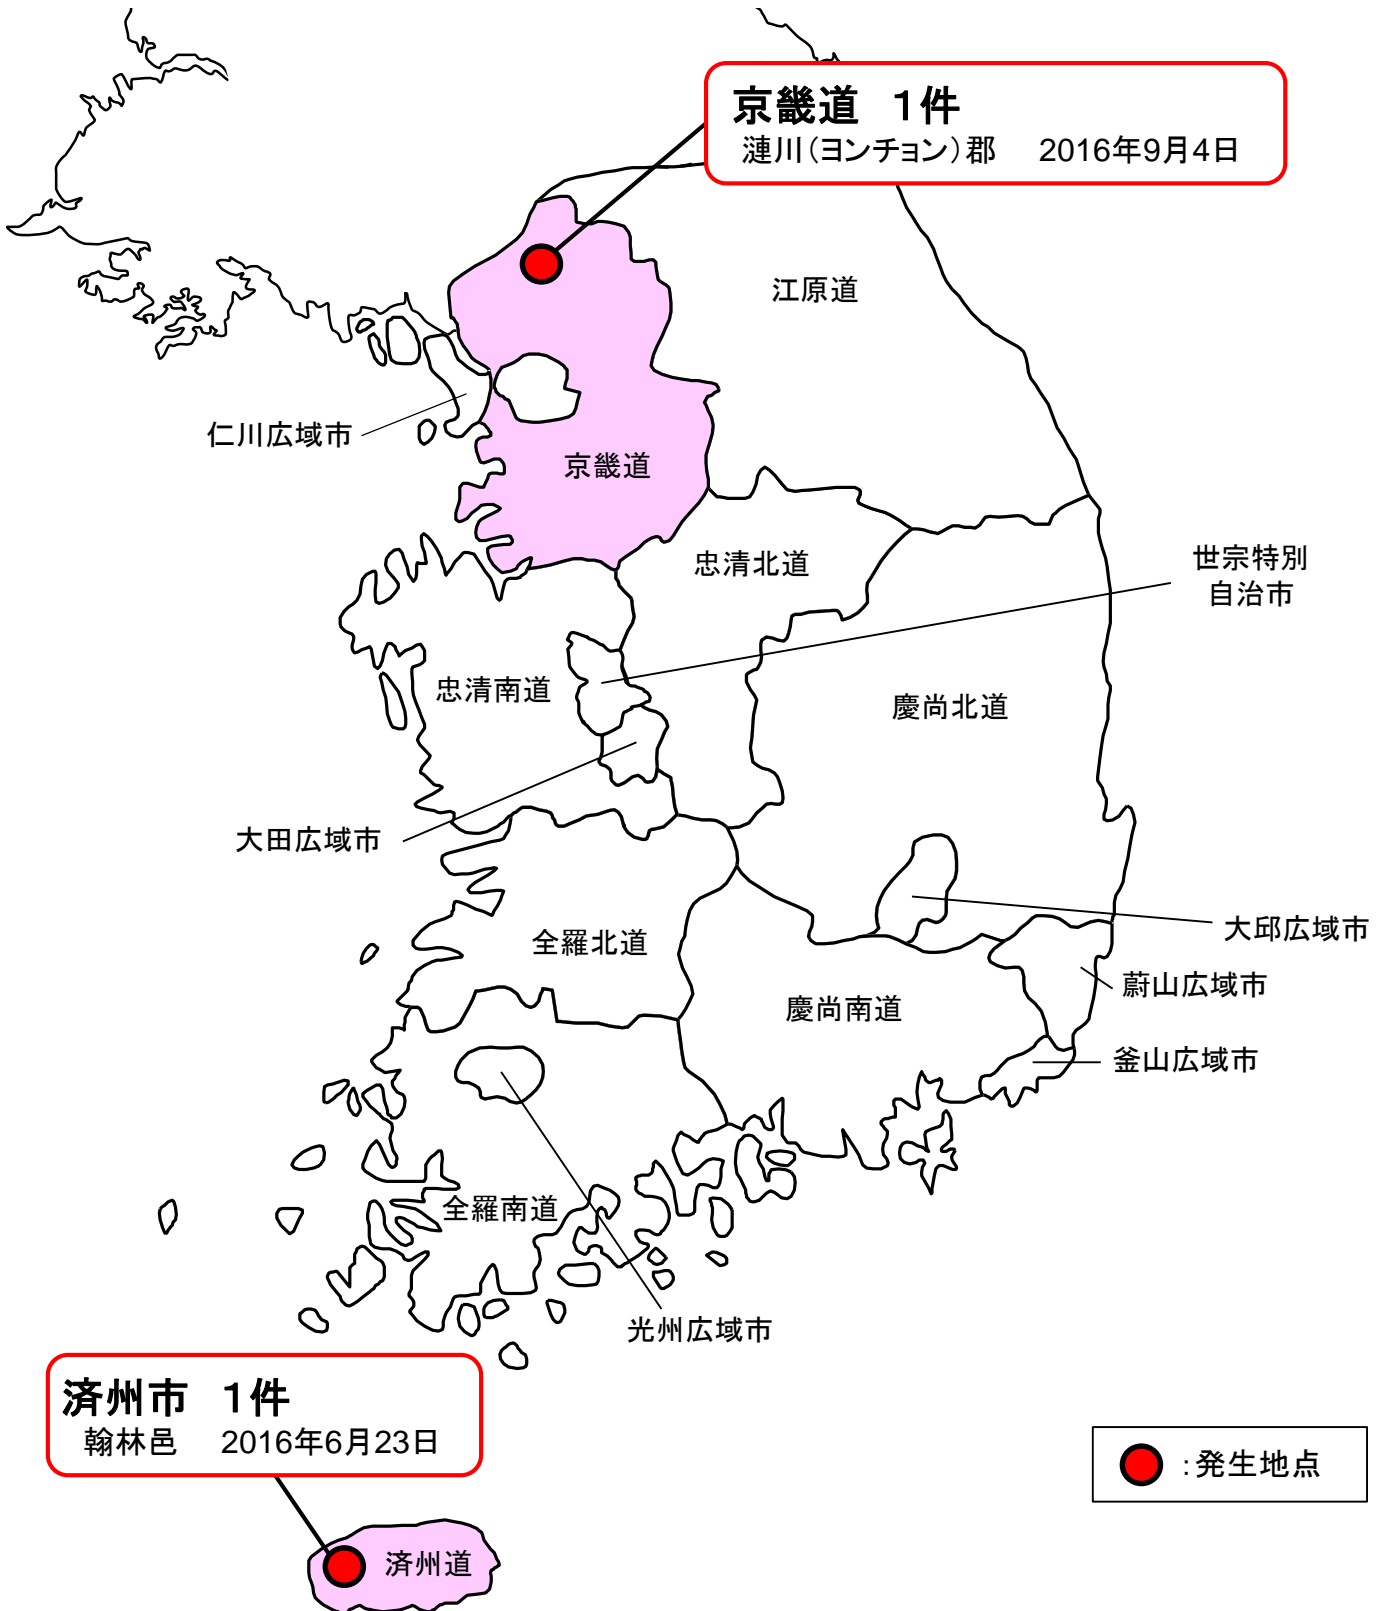 京畿道　1件
漣川（ヨンチョン）郡　2016年9月4日
江原道
仁川広域市
京畿道
忠清北道
世宗特別
自治市
忠清南道
慶尚北道
大田広域市
大邱広域市
全羅北道
蔚山広域市
慶尚南道
釜山広域市
全羅南道
光州広域市
済州市　1件
翰林邑　2016年6月23日
：発生地点
済州道